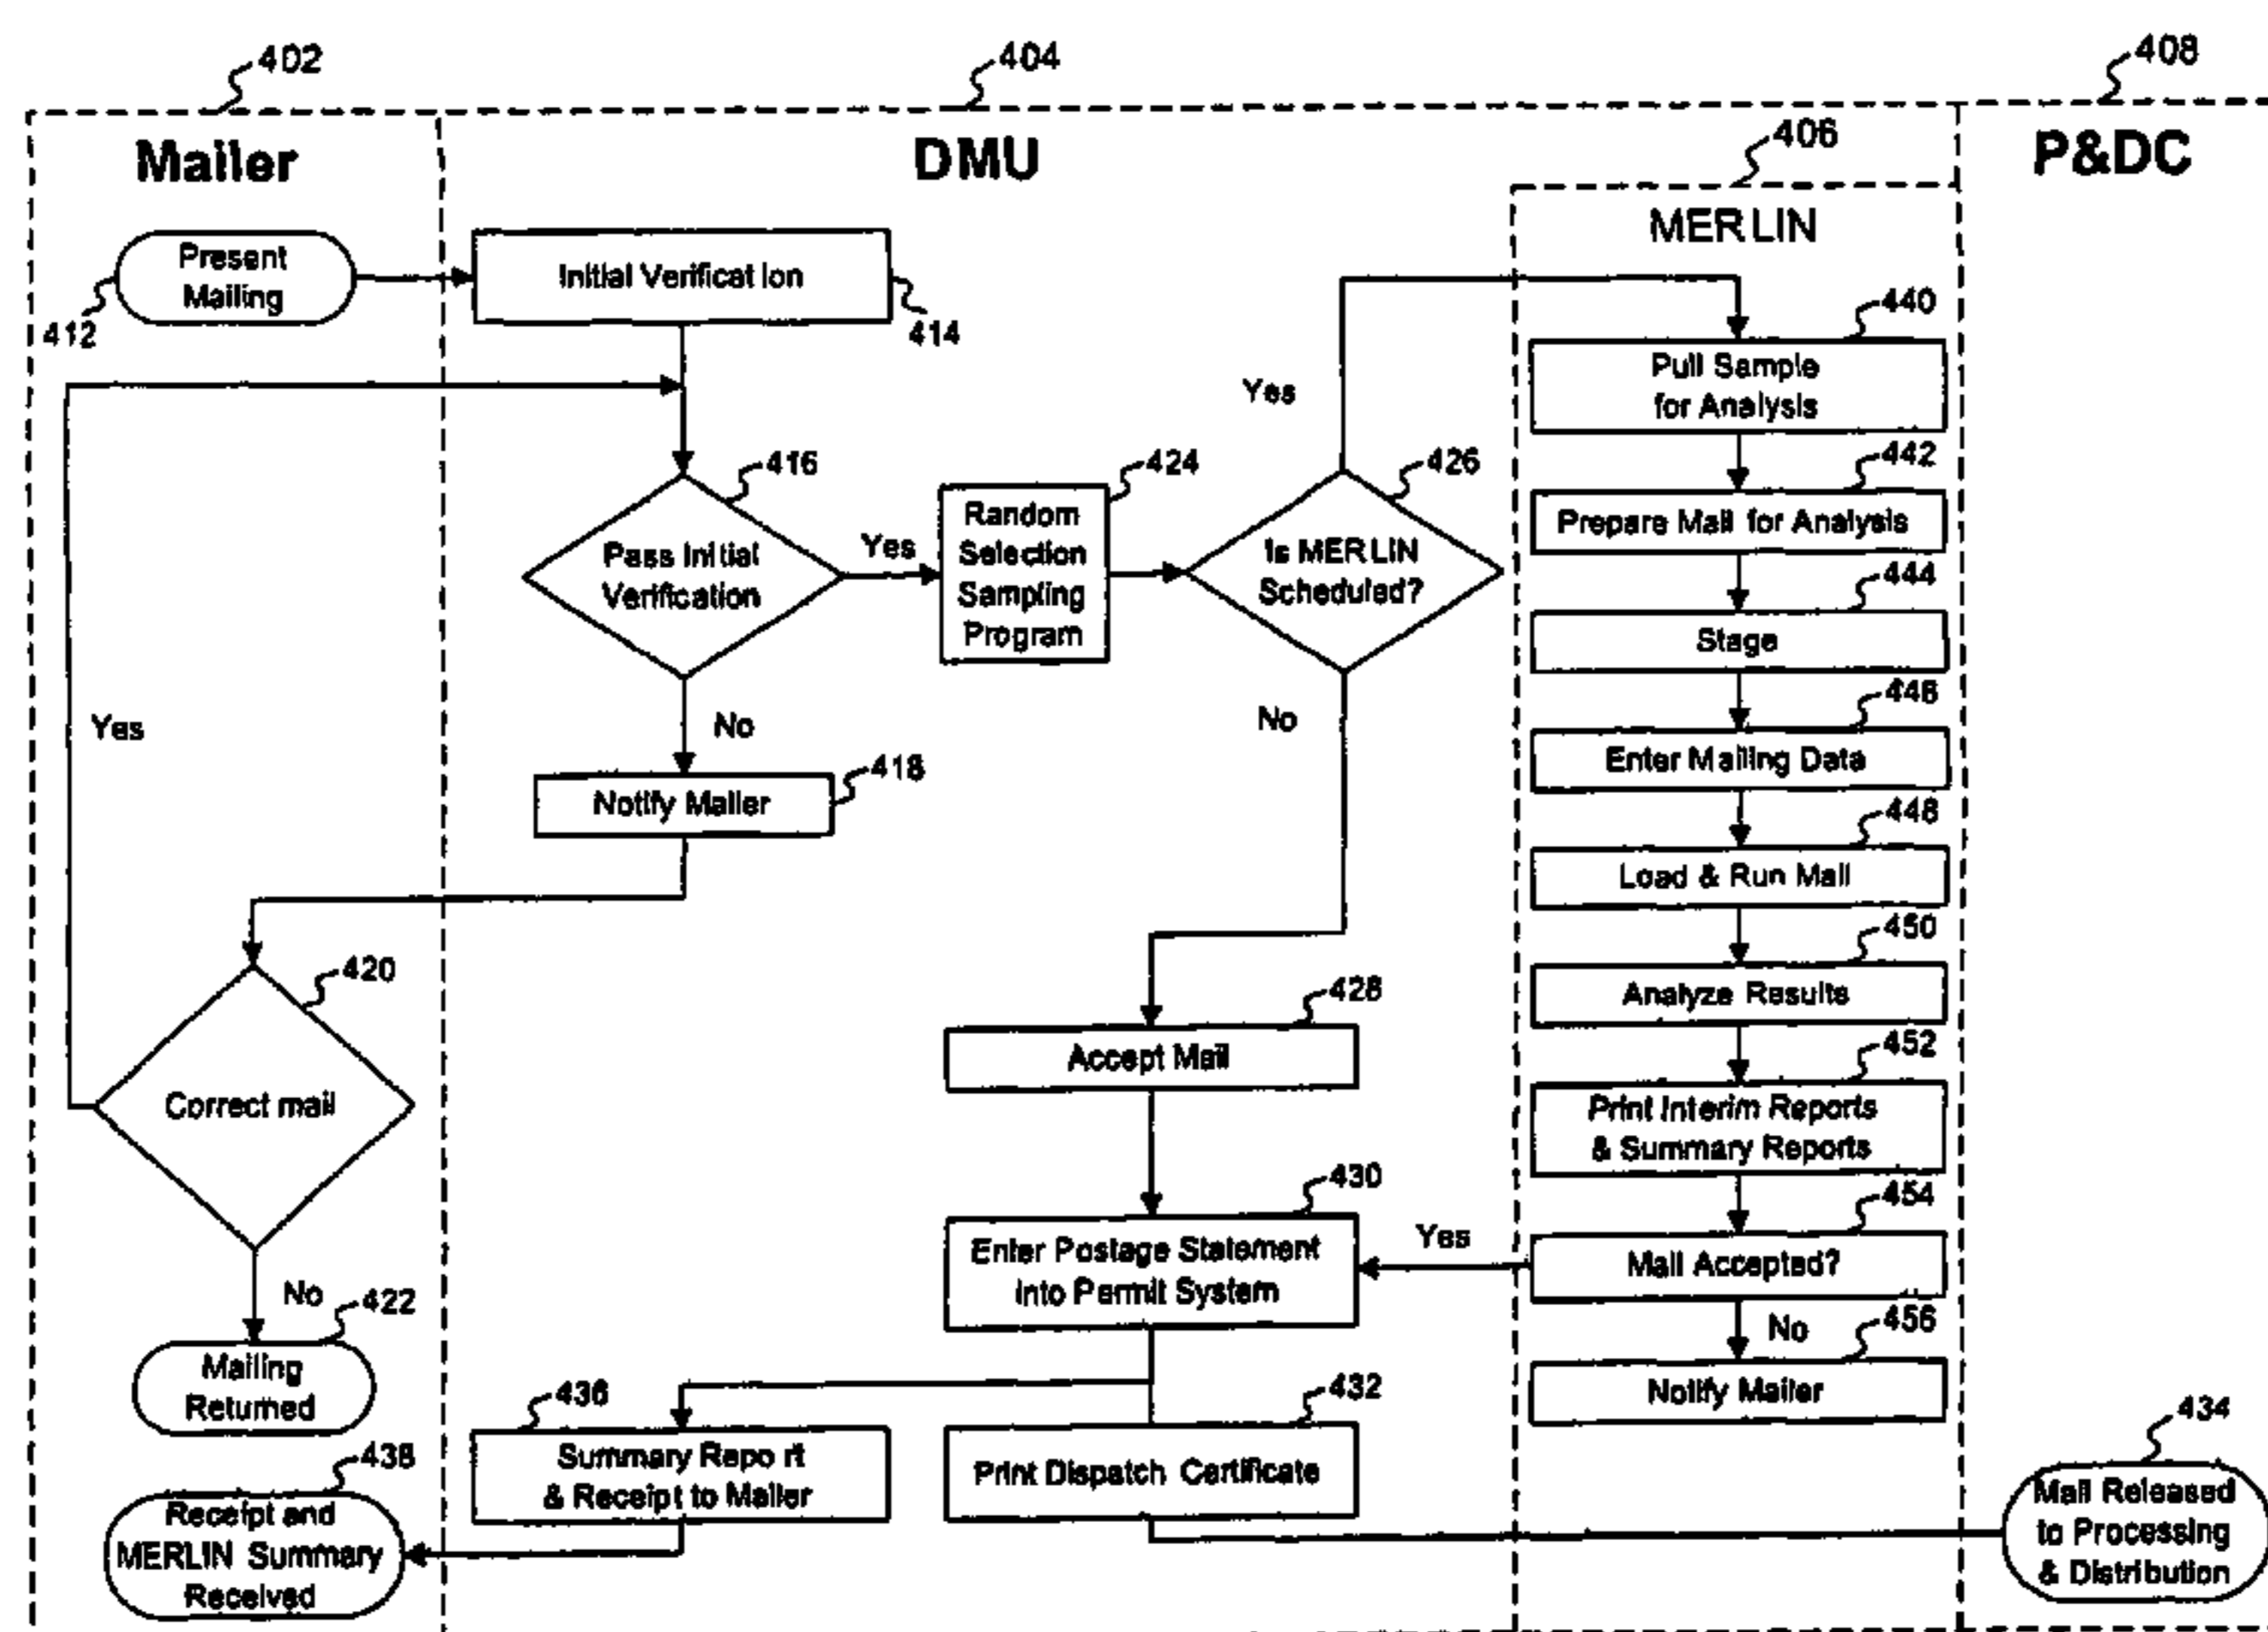 402
404
408
Mailer
DMU
406
P&DC
MERLIN
Present
Mailing
412
Initial Verification
414
Yes
440
Pull Sample
for Analysis
416
424
426
442
Pass Initial
Verification
Yes
Random
Selection
Sampling
Program
Is MERLIN
Scheduled?
Prepare Mail for Analysis
444
Stage
Yes
No
No
446
Enter Mailing Data
418
Notify Mailer
448
Load & Run Mail
420
450
Analyze Results
428
Accept Mail
452
Correct mail
Print Interim Reports
& Summary Reports
430
454
Enter Postage Statement
into Permit System
Yes
Mail Accepted?
No
422
No
456
Mailing
Returned
436
432
Notify Mailer
438
Summary Report
& Receipt to Mailer
Print Dispatch Certificate
434
Receipt and
MERLIN Summary
Received
Mail Released
to Processing
& Distribution